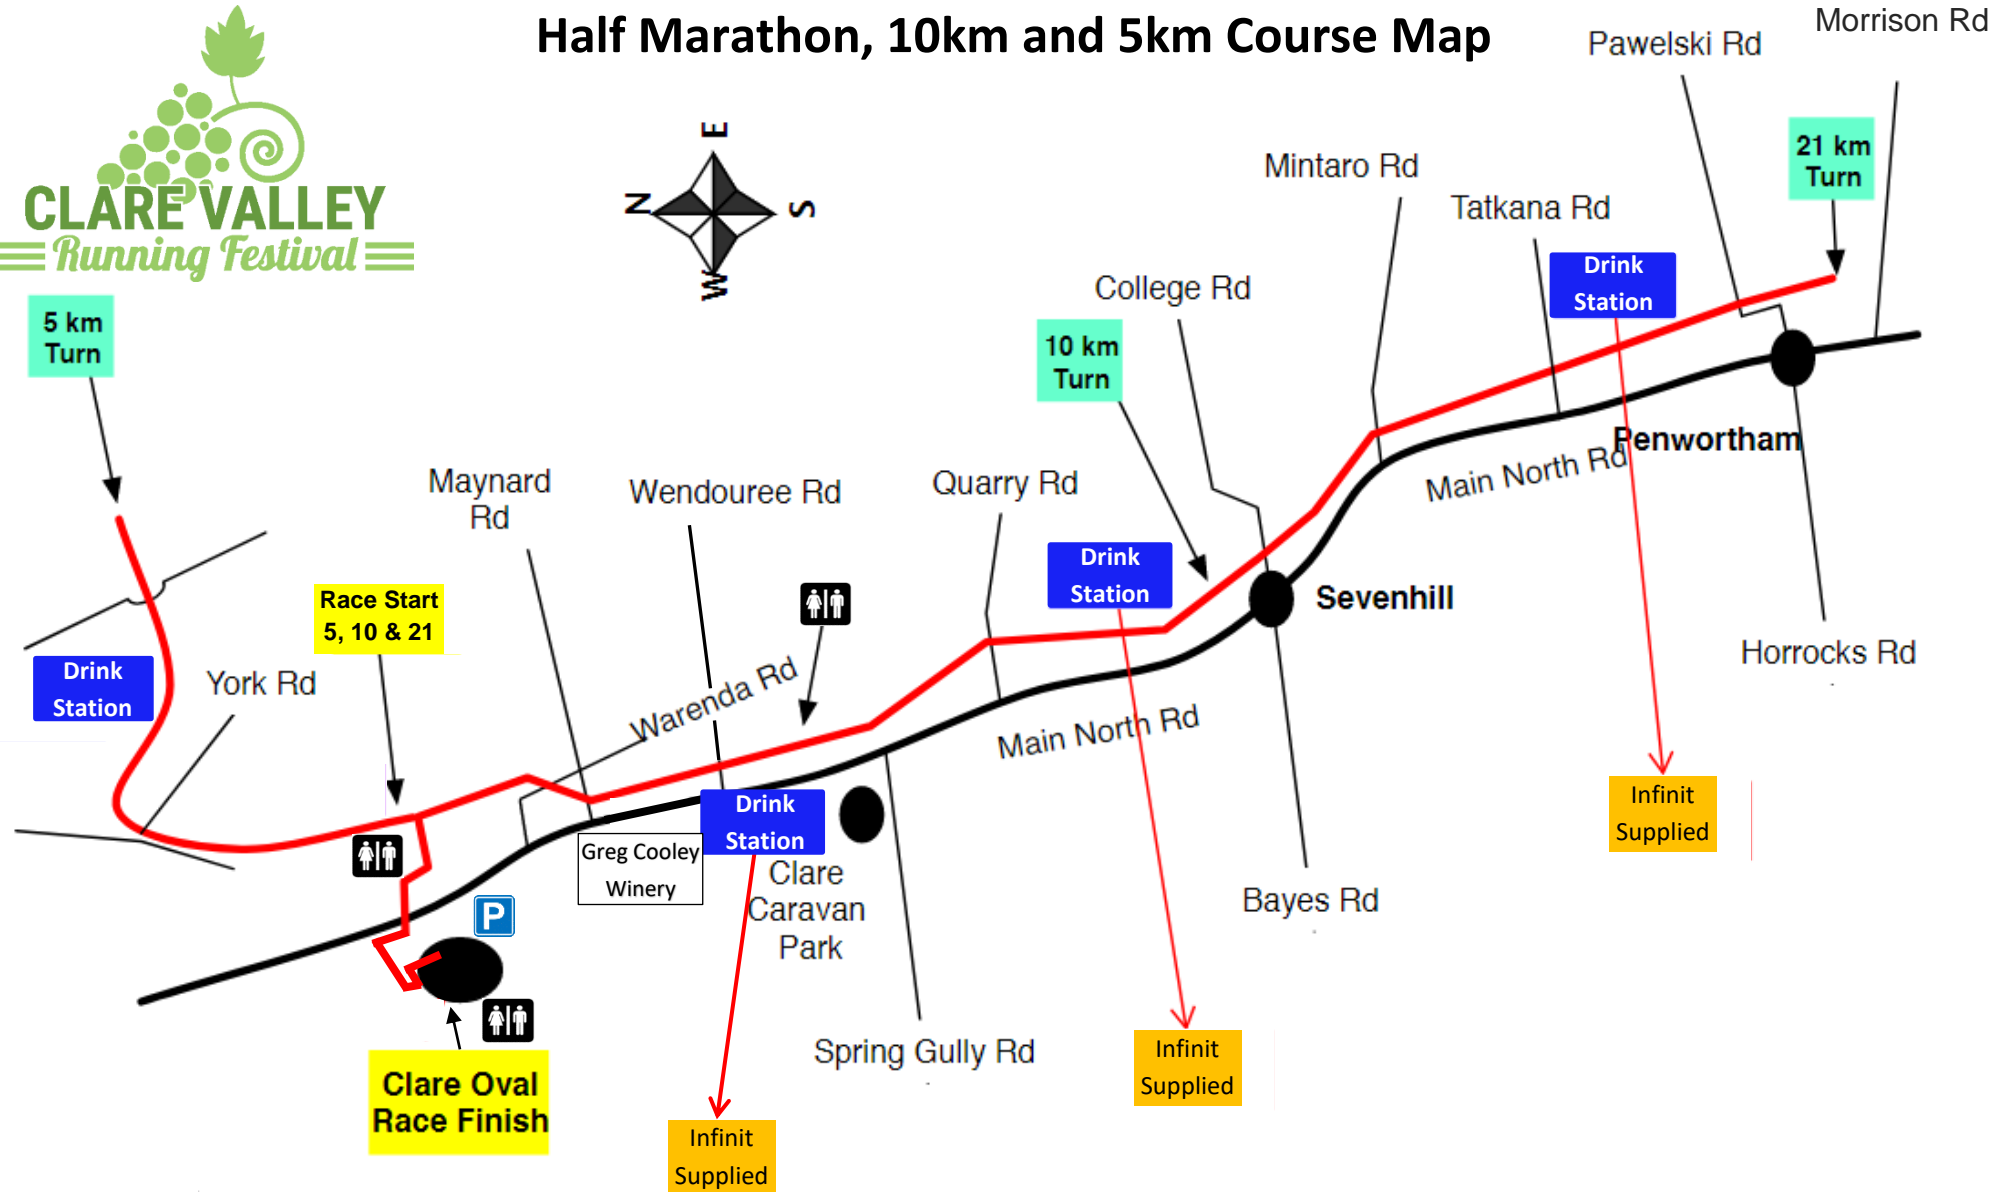 Half Marathon, 10km and 5km Course Map
Morrison Rd
Pawelski Rd
CLARE VALLEY
Running Festival
E
N
S
W
21 km
Turn
Mintaro Rd
Tatkana Rd
Drink
Station
College Rd
5 km
Turn
10 km
Turn
Maynard
Rd
Wendouree Rd
Quarry Rd
Penwortham
Main North Rd
Drink
Station
Race Start
5, 10 & 21
Sevenhill
Horrocks Rd
Drink
Station
York Rd
Warenda Rd
Main North Rd
Infinit
Supplied
Drink
Station
Greg Cooley
Winery
Clare
Caravan
Park
P
Bayes Rd
Spring Gully Rd
Infinit
Supplied
Clare Oval
Race Finish
Infinit
Supplied